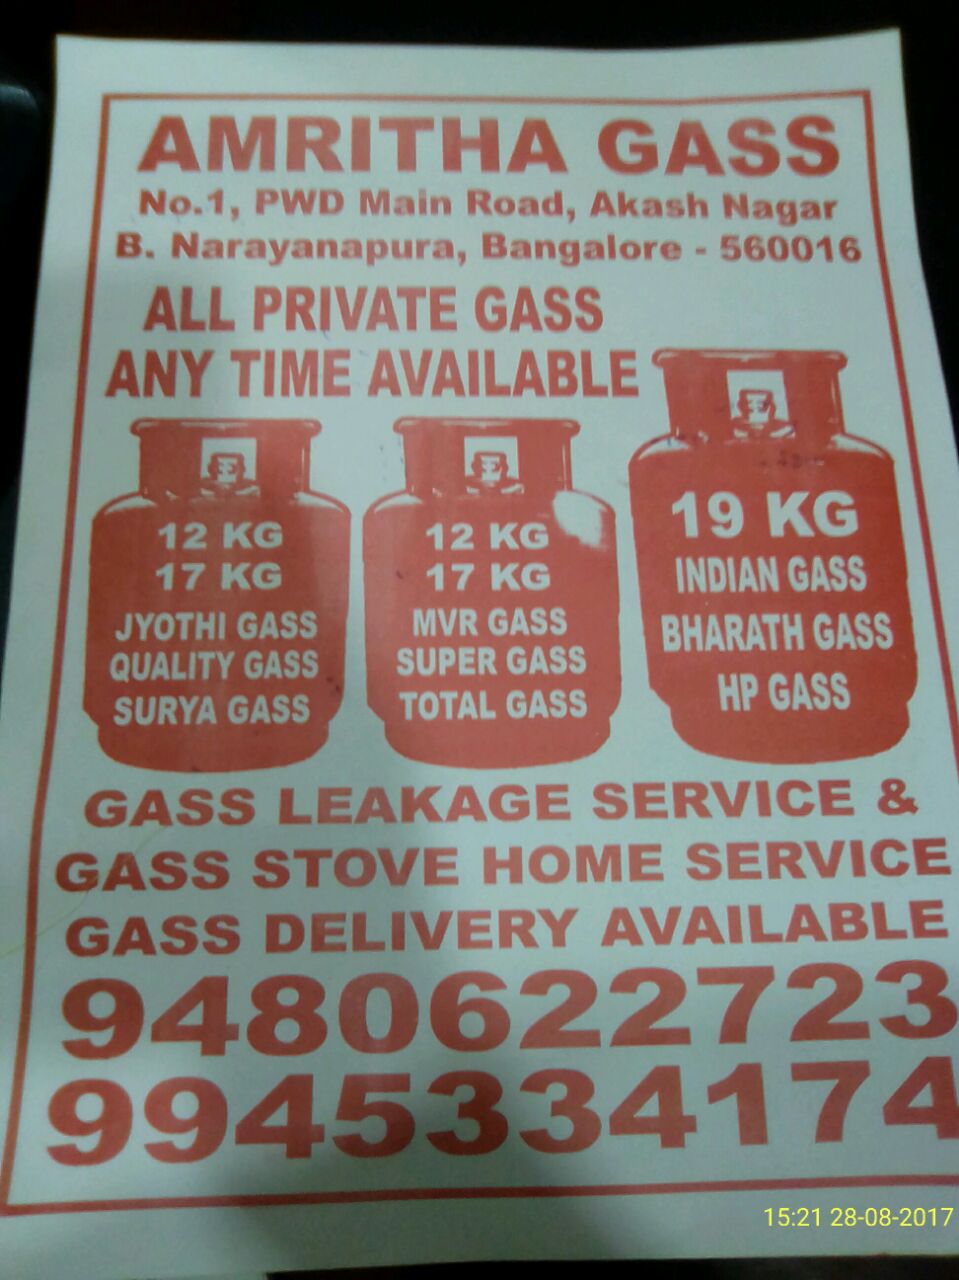 AMRITHA GASS
No.1, PWD Main Road, Akash Nagar
B. Narayanapura, Bangalore - 560016
ALL PRIVATE GASS
ANY TIME AVAILABLE
12 KG
17 KG
JYOTHI GASS
QUALITY GASS
SURYA GASS
12 KG
17 KG
MVR GASS
SUPER GASS
TOTAL GASS
19 KG
INDIAN GASS
BHARATH GASS
HP GASS
GASS LEAKAGE SERVICE &
GASS STOVE HOME SERVICE
GASS DELIVERY AVAILABLE
9480622723
9945334174
15:21 28-08-2017